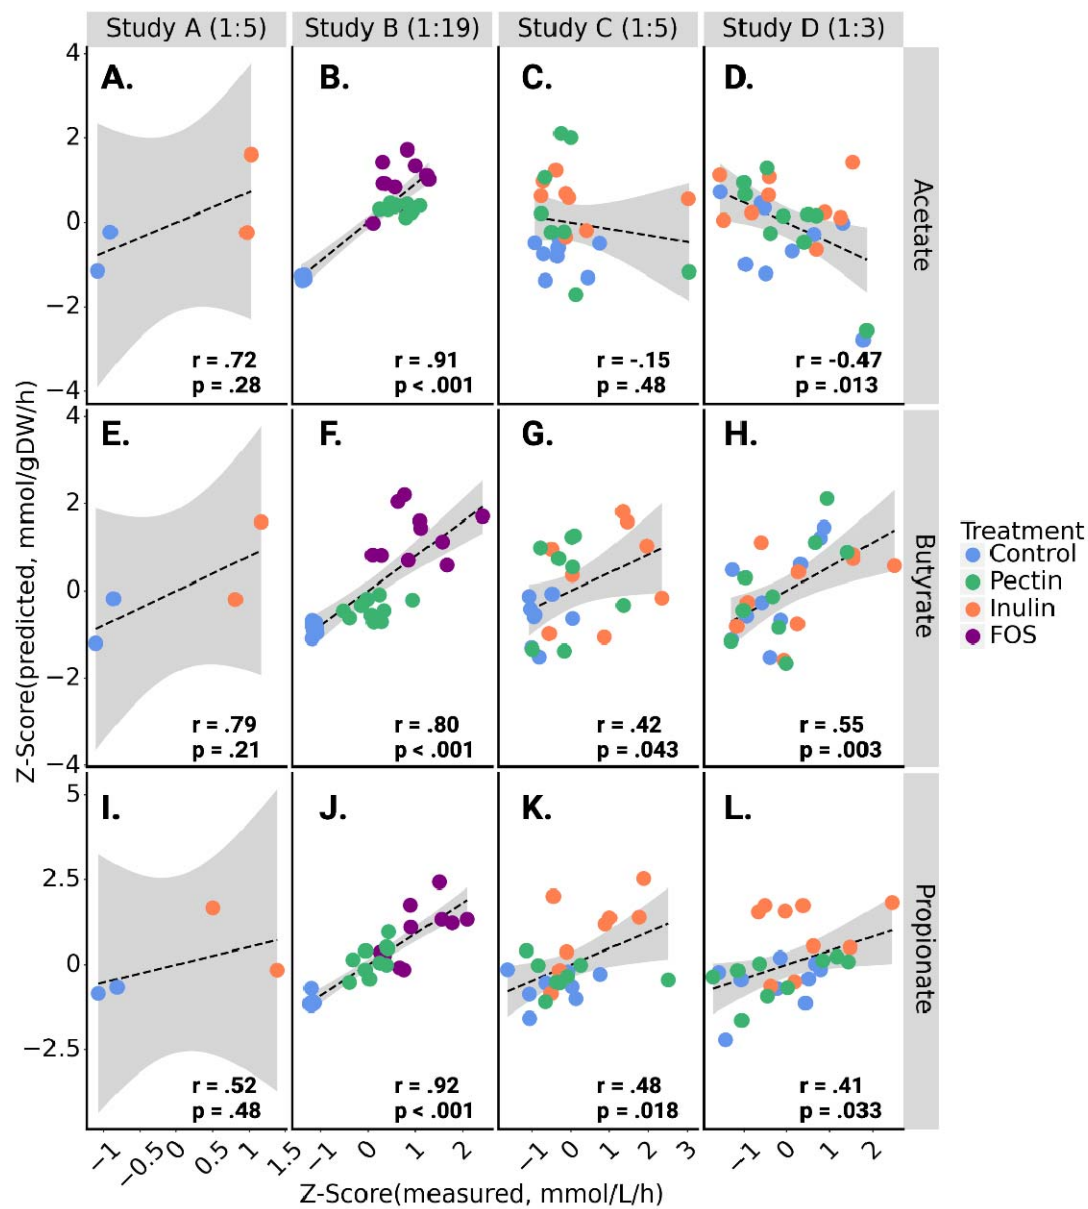 Study A (1:5) Study B (1:19) Study C (1:5) Study D (1:3)
A. B. C. D.
4
2
0
−2
−4
r = .72 r = .91 r = -.15 r = -0.47
p = .28 p < .001 p = .48 p = .013
Acetate
E. F. G. H.
4
2
0
−2
−4
r = .79 r = .80 r = .42 r = .55
p = .21 p < .001 p = .043 p = .003
Butyrate
I. J. K. L.
5
2.5
0
−2.5
r = .52 r = .92 r = .48 r = .41
p = .48 p < .001 p = .018 p = .033
Propionate
−1 −0.5 0 0.5 1 1.5 −1 0 1 2 −1 0 1 2 3 −1 0 1 2
Z-Score(measured, mmol/L/h)
Z-Score(predicted, mmol/gDW/h)
Treatment
Control
Pectin
Inulin
FOS